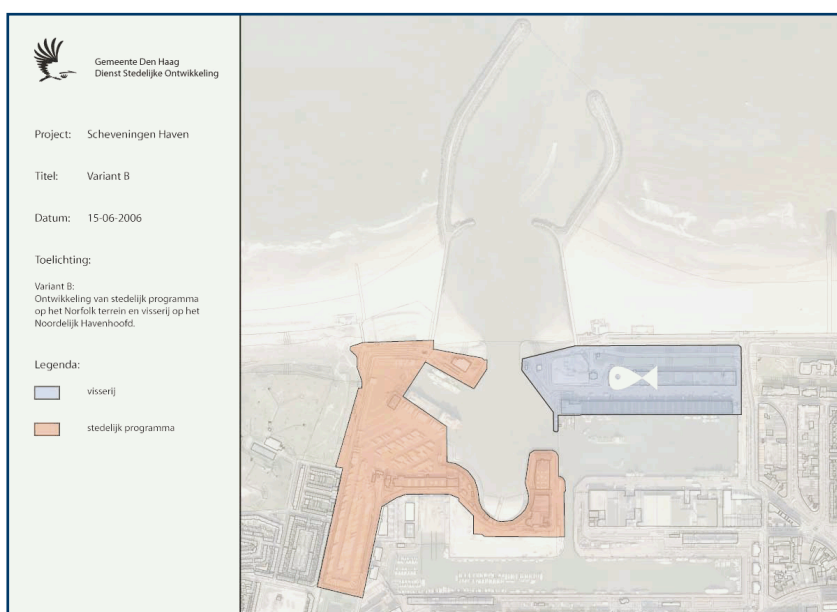 Gemeente Den Haag
Dienst Stedelijke Ontwikkeling
Project: Scheveningen Haven
Titel: Variant B
Datum: 15-06-2006
Toelichting:
Variant B:
Ontwikkeling van stedelijk programma
op het Norfolk terrein en visserij op het
Noordelijk Havenhoofd.
Legenda:
visserij
stedelijk programma